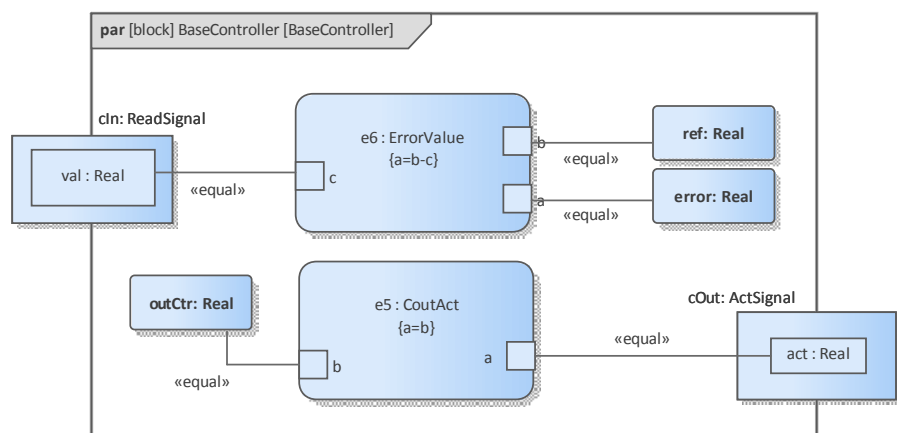 par [block] BaseController [BaseController]
cIn: ReadSignal
val : Real
«equal»
c
e6 : ErrorValue
{a=b-c}
b
«equal»
ref: Real
a
«equal»
error: Real
outCtr: Real
«equal»
b
e5 : CoutAct
{a=b}
a
«equal»
cOut: ActSignal
act : Real